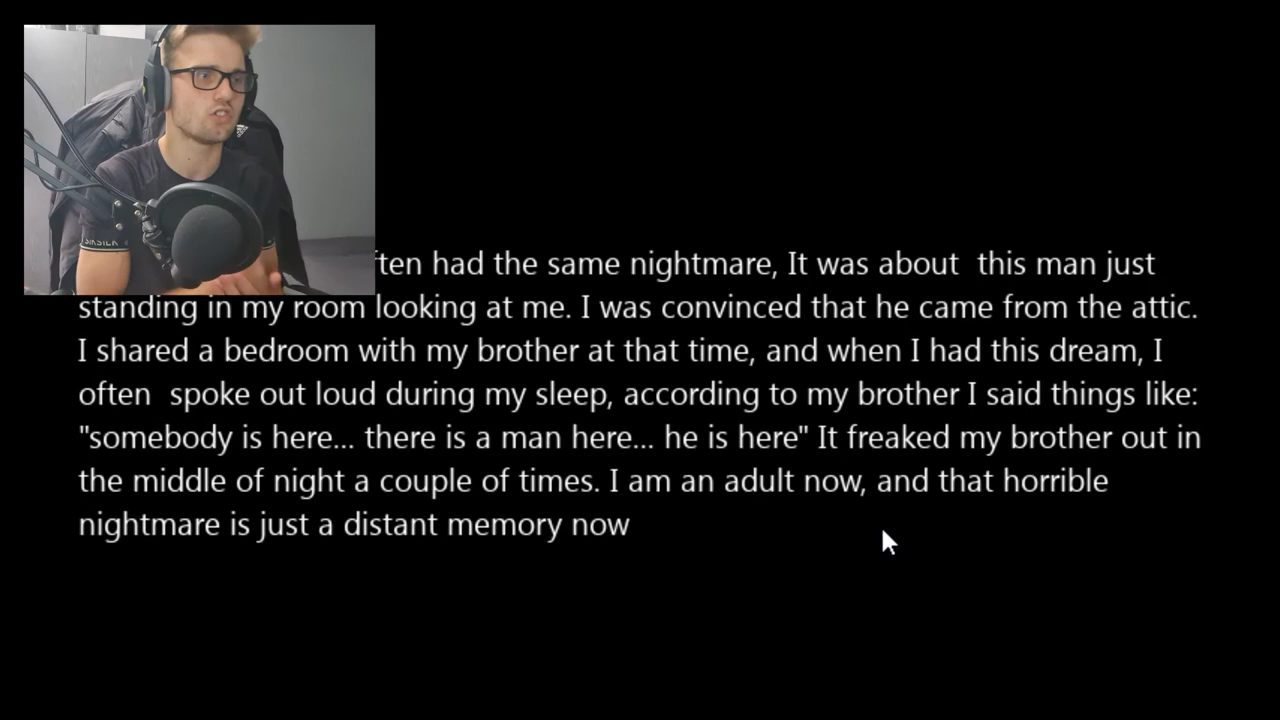 SIKSILK
ften had the same nightmare, It was about  this man just
standing in my room looking at me. I was convinced that he came from the attic.
I shared a bedroom with my brother at that time, and when I had this dream, I
often  spoke out loud during my sleep, according to my brother I said things like:
"somebody is here... there is a man here... he is here" It freaked my brother out in
the middle of night a couple of times. I am an adult now, and that horrible
nightmare is just a distant memory now